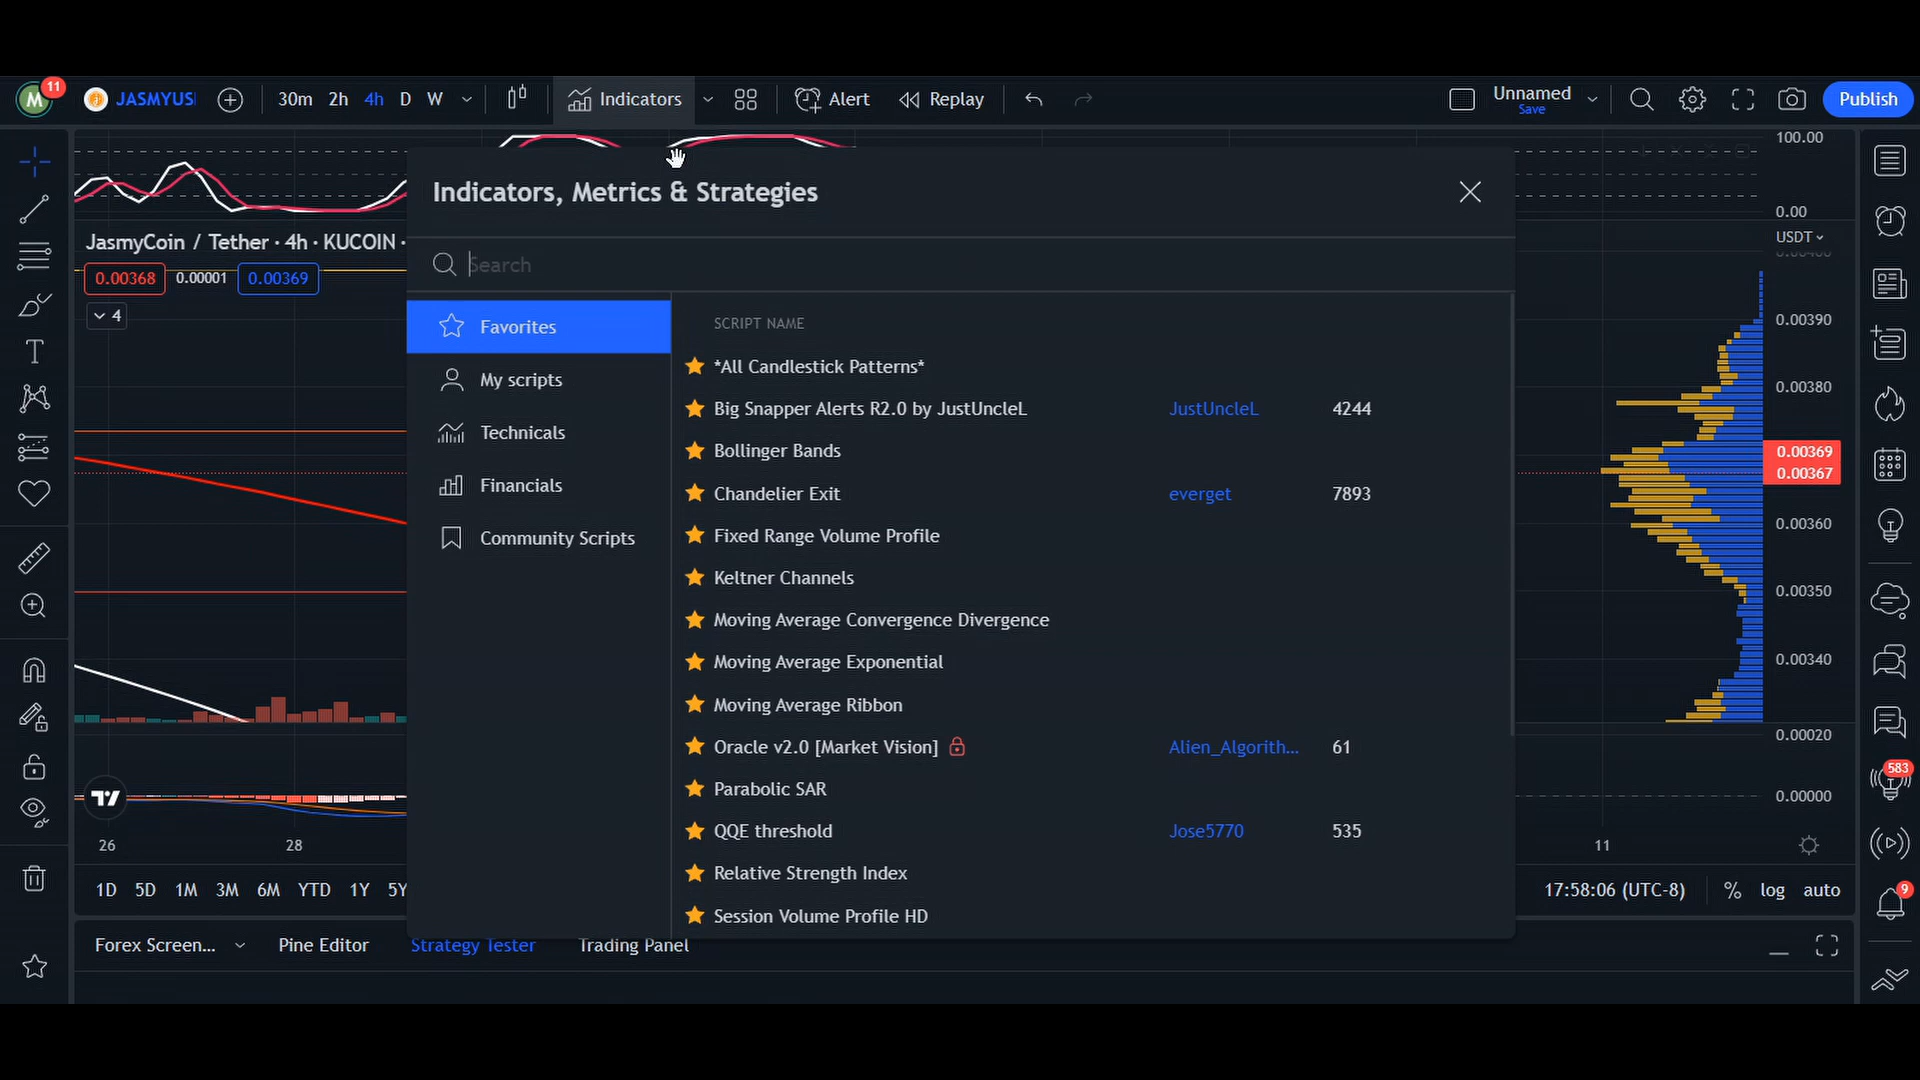 M
11
JASMYUS
30m 2h 4h D W
Indicators
Alert
Replay
Unnamed
Save
Publish
100.00
0.00
USDT
JasmyCoin / Tether · 4h · KUCOIN ·
0.00368 0.00001 0.00369
4
Indicators, Metrics & Strategies
Search
Favorites
My scripts
Technicals
Financials
Community Scripts
SCRIPT NAME
*All Candlestick Patterns*
Big Snapper Alerts R2.0 by JustUncleL JustUncleL 4244
Bollinger Bands
Chandelier Exit everget 7893
Fixed Range Volume Profile
Keltner Channels
Moving Average Convergence Divergence
Moving Average Exponential
Moving Average Ribbon
Oracle v2.0 [Market Vision] Alien_Algorith... 61
Parabolic SAR
QQE threshold Jose5770 535
Relative Strength Index
Session Volume Profile HD
0.00390
0.00380
0.00369
0.00367
0.00360
0.00350
0.00340
0.00020
0.00000
583
9
26 28 11
1D 5D 1M 3M 6M YTD 1Y 5Y
17:58:06 (UTC-8) % log auto
Forex Screen... Pine Editor Strategy Tester Trading Panel